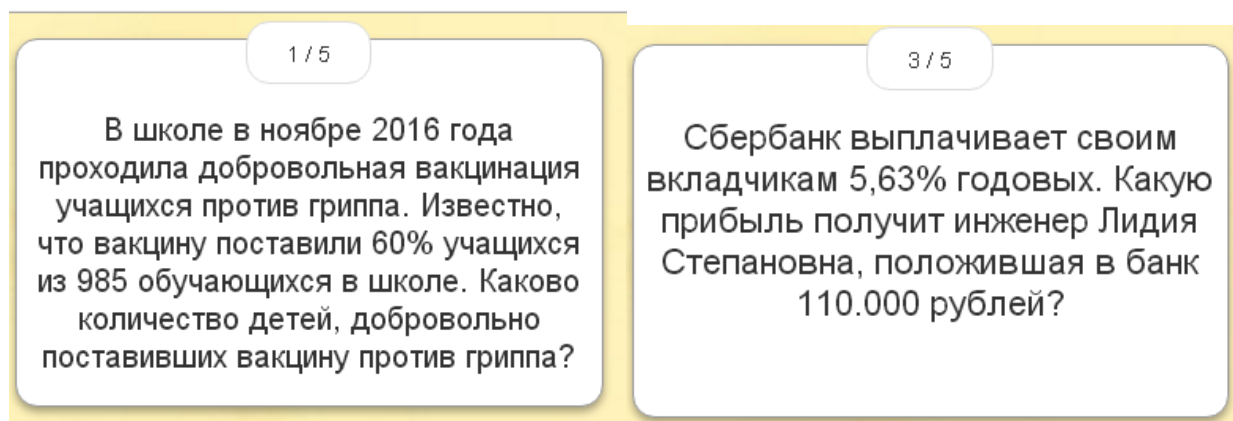 1 / 5
В школе в ноябре 2016 года
проходила добровольная вакцинация
учащихся против гриппа. Известно,
что вакцину поставили 60% учащихся
из 985 обучающихся в школе. Каково
количество детей, добровольно
поставивших вакцину против гриппа?
3 / 5
Сбербанк выплачивает своим
вкладчикам 5,63% годовых. Какую
прибыль получит инженер Лидия
Степановна, положившая в банк
110.000 рублей?